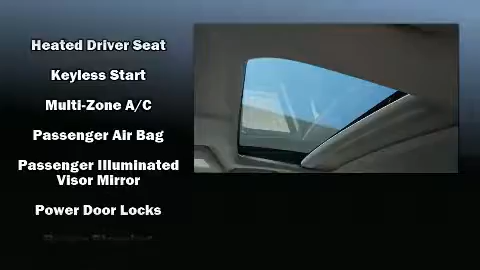 Heated Driver Seat
Keyless Start
Multi-Zone A/C
Passenger Air Bag
Passenger Illuminated
Visor Mirror
Power Door Locks